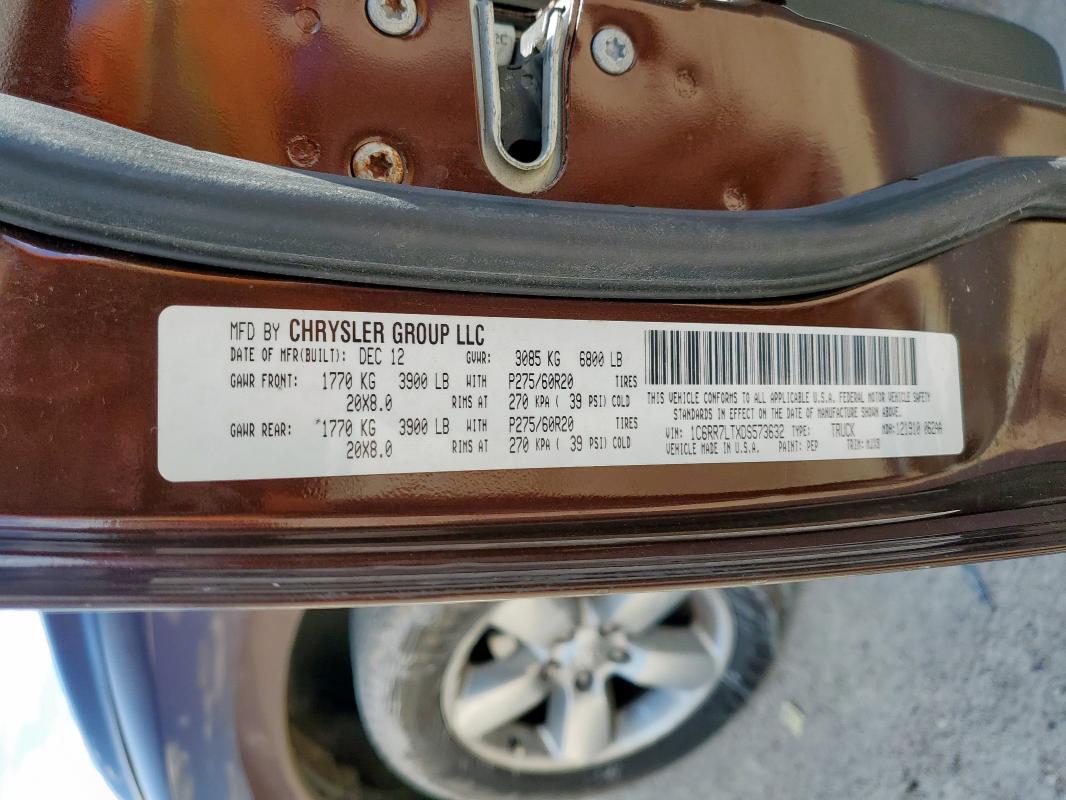 MFD BY CHRYSLER GROUP LLC
DATE OF MFR(BUILT): DEC 12 GVWR: 3085 KG 6800 LB
GAWR FRONT: 1770 KG 3900 LB WITH P275/60R20 TIRES
20X8.0 RIMS AT 270 KPA ( 39 PSI) COLD
GAWR REAR: *1770 KG 3900 LB WITH P275/60R20 TIRES
20X8.0 RIMS AT 270 KPA ( 39 PSI) COLD
THIS VEHICLE CONFORMS TO ALL APPLICABLE U.S.A. FEDERAL MOTOR VEHICLE SAFETY
STANDARDS IN EFFECT ON THE DATE OF MANUFACTURE SHOWN ABOVE.
VIN: 1C6RR7LTXDS573632 TYPE: TRUCK MDH: 121910 062AA
VEHICLE MADE IN U.S.A. PAINT: PEP TRIM: